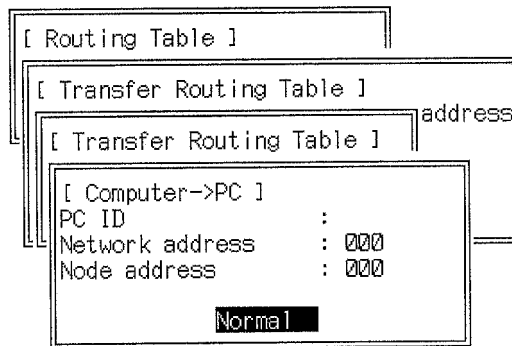 [ Routing Table ]
[ Transfer Routing Table ]
address
[ Transfer Routing Table ]
[ Computer->PC ]
PC ID :
Network address : 000
Node address : 000
Normal